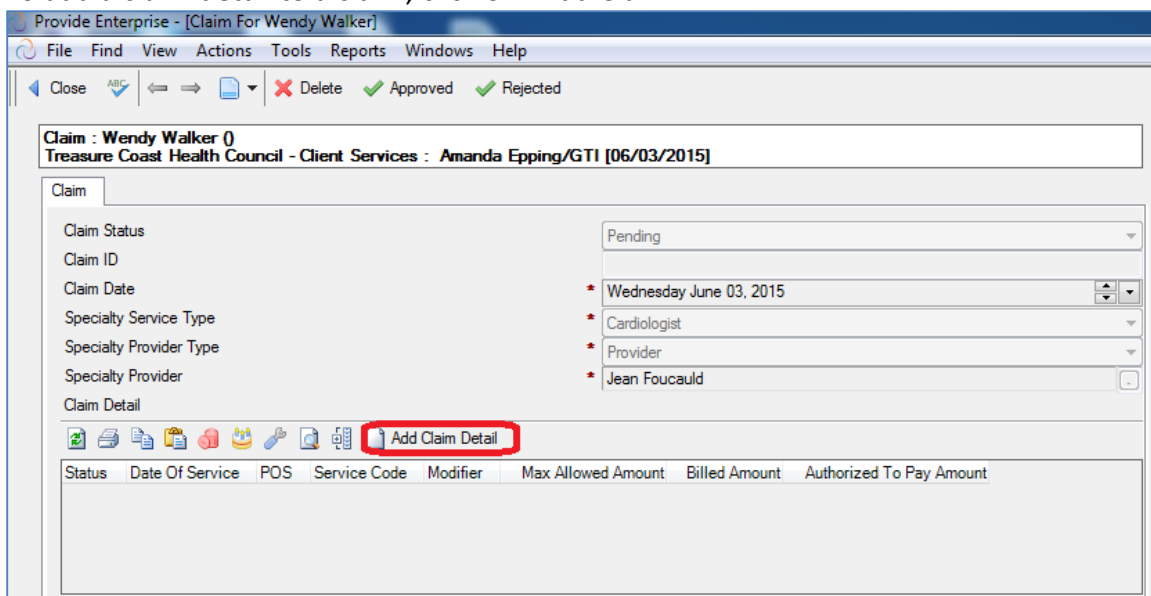 Provide Enterprise - [Claim For Wendy Walker]
File Find View Actions Tools Reports Windows Help
Close ABC Delete Approved Rejected
Claim : Wendy Walker ()
Treasure Coast Health Council - Client Services : Amanda Epping/GTI [06/03/2015]
Claim
Claim Status Pending
Claim ID
Claim Date * Wednesday June 03, 2015
Specialty Service Type * Cardiologist
Specialty Provider Type * Provider
Specialty Provider * Jean Foucauld
Claim Detail
Add Claim Detail
Status Date Of Service POS Service Code Modifier Max Allowed Amount Billed Amount Authorized To Pay Amount